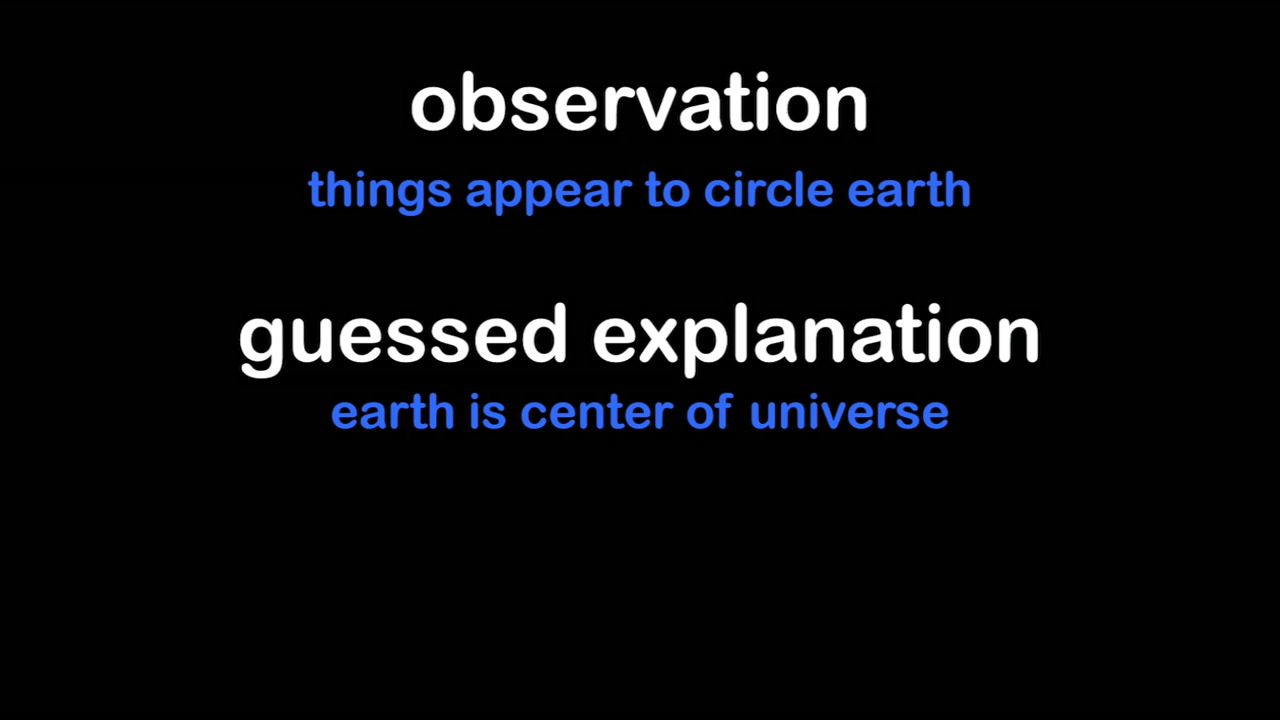 observation
things appear to circle earth
guessed explanation
earth is center of universe